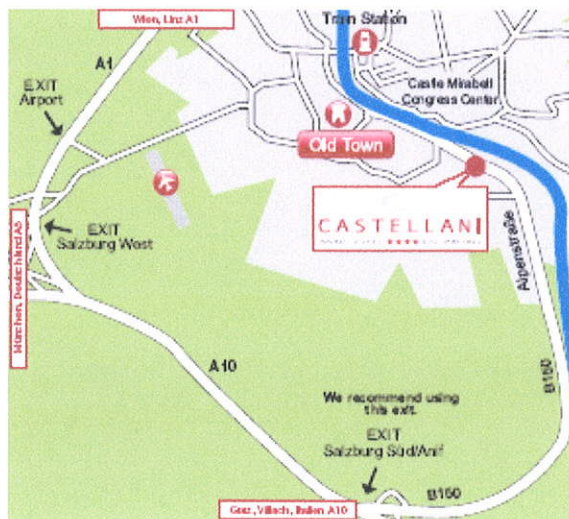 Wien, Linz A1
Train Station
A1
EXIT
Airport
Castle Mirabell
Congress Center
Old Town
CASTELLANI
EXIT
Salzburg West
München, Deutschland A8
Alpenstraße
A10
B150
We recommend using
this exit.
EXIT
Salzburg Süd/Anif
B150
Graz, Villach, Italien A10